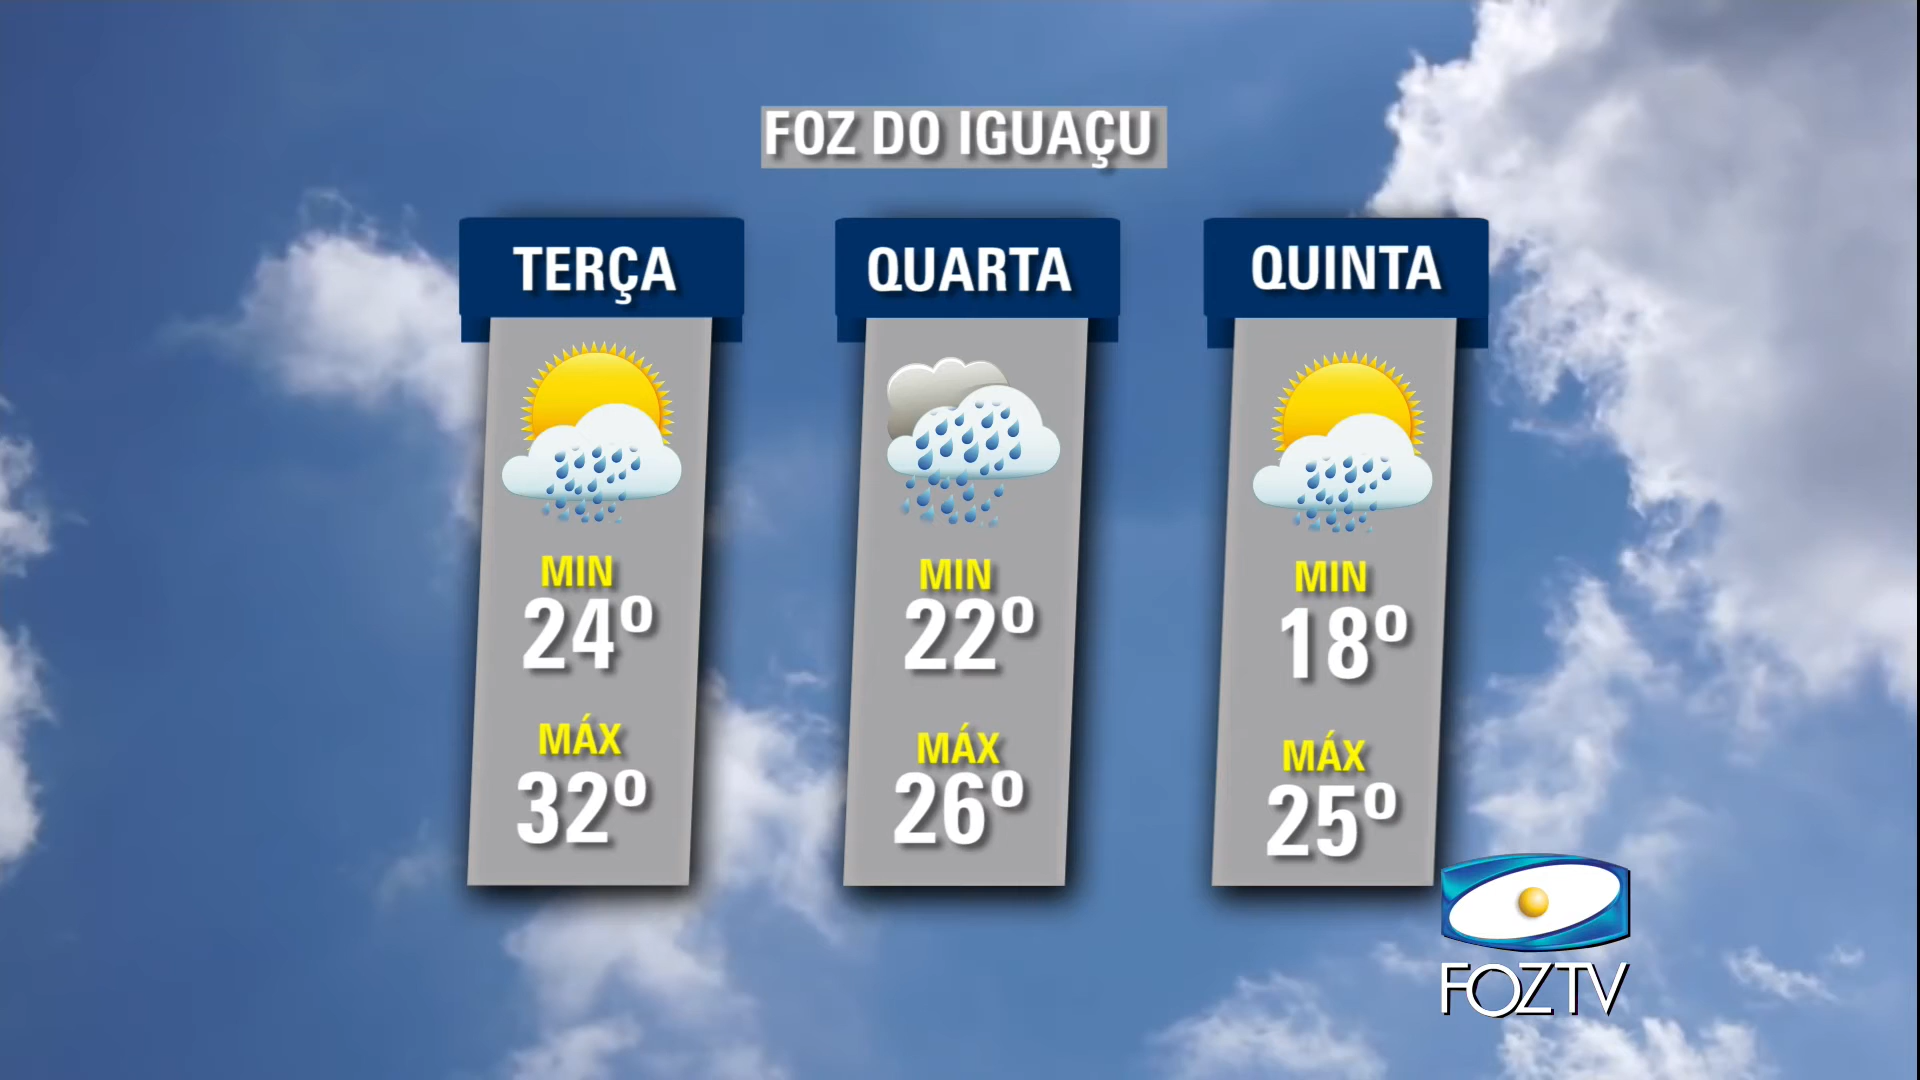 FOZ DO IGUAÇU
TERÇA
MIN
24º
MÁX
32º
QUARTA
MIN
22º
MÁX
26º
QUINTA
MIN
18º
MÁX
25º
FOZTV